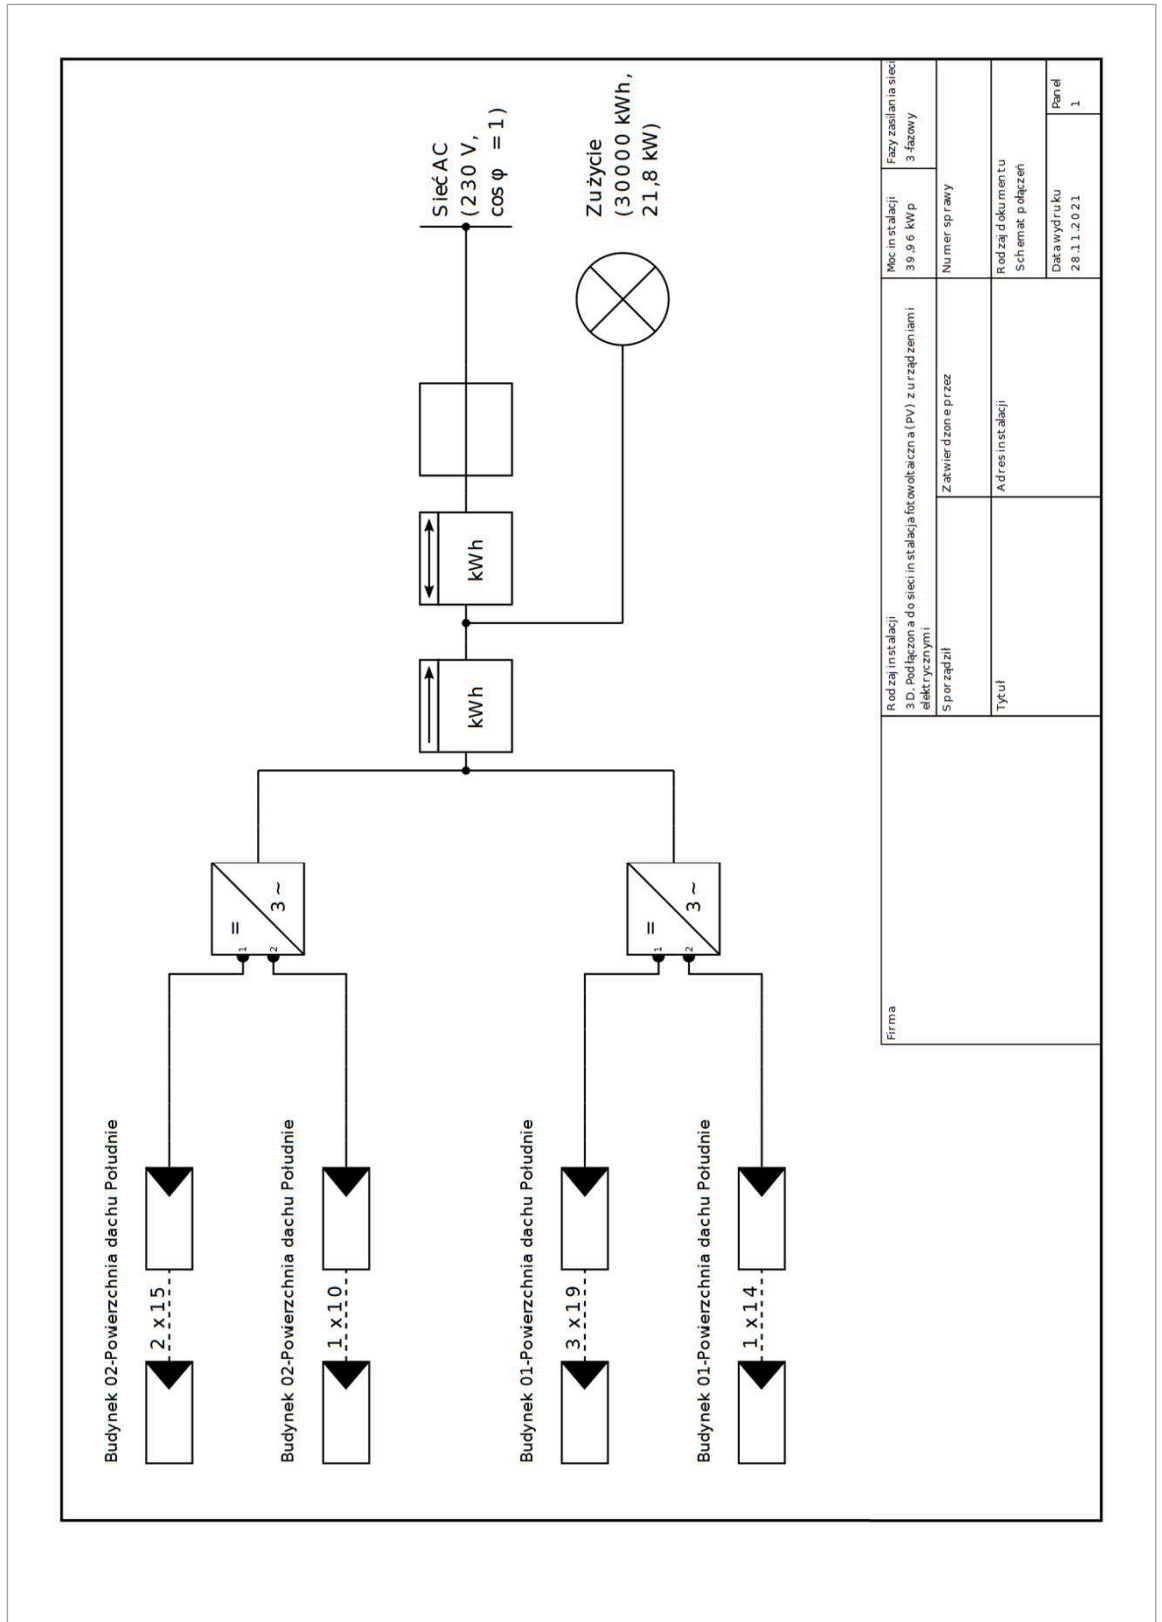 Budynek 02-Powierzchnia dachu Południe
2 x 15
Budynek 02-Powierzchnia dachu Południe
1 x 10
Budynek 01-Powierzchnia dachu Południe
3 x 19
Budynek 01-Powierzchnia dachu Południe
1 x 14
=
3 ~
1
2
=
3 ~
1
2
kWh
kWh
Sieć AC
(230 V,
cos φ = 1)
Zużycie
(30000 kWh,
21,8 kW)
Firma
Rodzaj instalacji
3D, Podłączona do sieci instalacja fotowoltaiczna (PV) z urządzeniami
elektrycznymi
Moc instalacji
39,96 kWp
Fazy zasilania sieci
3-fazowy
Sporządził
Zatwierdzone przez
Numer sprawy
Tytuł
Adres instalacji
Rodzaj dokumentu
Schemat połączeń
Data wydruku
28.11.2021
Panel
1